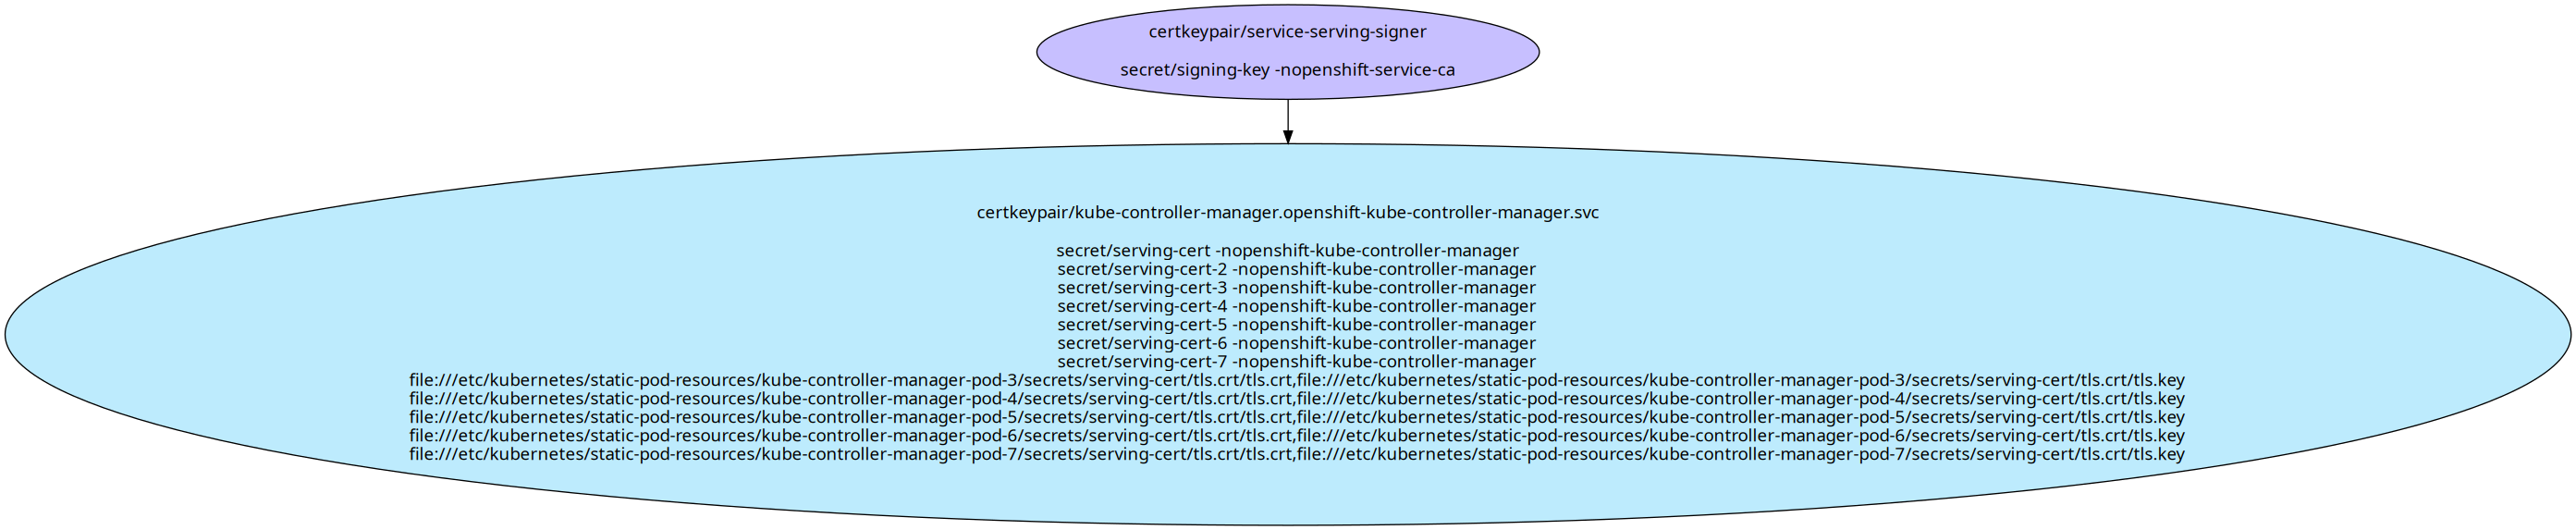 certkeypair/service-serving-signer
secret/signing-key -nopenshift-service-ca
certkeypair/kube-controller-manager.openshift-kube-controller-manager.svc
secret/serving-cert -nopenshift-kube-controller-manager
secret/serving-cert-2 -nopenshift-kube-controller-manager
secret/serving-cert-3 -nopenshift-kube-controller-manager
secret/serving-cert-4 -nopenshift-kube-controller-manager
secret/serving-cert-5 -nopenshift-kube-controller-manager
secret/serving-cert-6 -nopenshift-kube-controller-manager
secret/serving-cert-7 -nopenshift-kube-controller-manager
file:///etc/kubernetes/static-pod-resources/kube-controller-manager-pod-3/secrets/serving-cert/tls.crt/tls.crt,file:///etc/kubernetes/static-pod-resources/kube-controller-manager-pod-3/secrets/serving-cert/tls.crt/tls.key
file:///etc/kubernetes/static-pod-resources/kube-controller-manager-pod-4/secrets/serving-cert/tls.crt/tls.crt,file:///etc/kubernetes/static-pod-resources/kube-controller-manager-pod-4/secrets/serving-cert/tls.crt/tls.key
file:///etc/kubernetes/static-pod-resources/kube-controller-manager-pod-5/secrets/serving-cert/tls.crt/tls.crt,file:///etc/kubernetes/static-pod-resources/kube-controller-manager-pod-5/secrets/serving-cert/tls.crt/tls.key
file:///etc/kubernetes/static-pod-resources/kube-controller-manager-pod-6/secrets/serving-cert/tls.crt/tls.crt,file:///etc/kubernetes/static-pod-resources/kube-controller-manager-pod-6/secrets/serving-cert/tls.crt/tls.key
file:///etc/kubernetes/static-pod-resources/kube-controller-manager-pod-7/secrets/serving-cert/tls.crt/tls.crt,file:///etc/kubernetes/static-pod-resources/kube-controller-manager-pod-7/secrets/serving-cert/tls.crt/tls.key